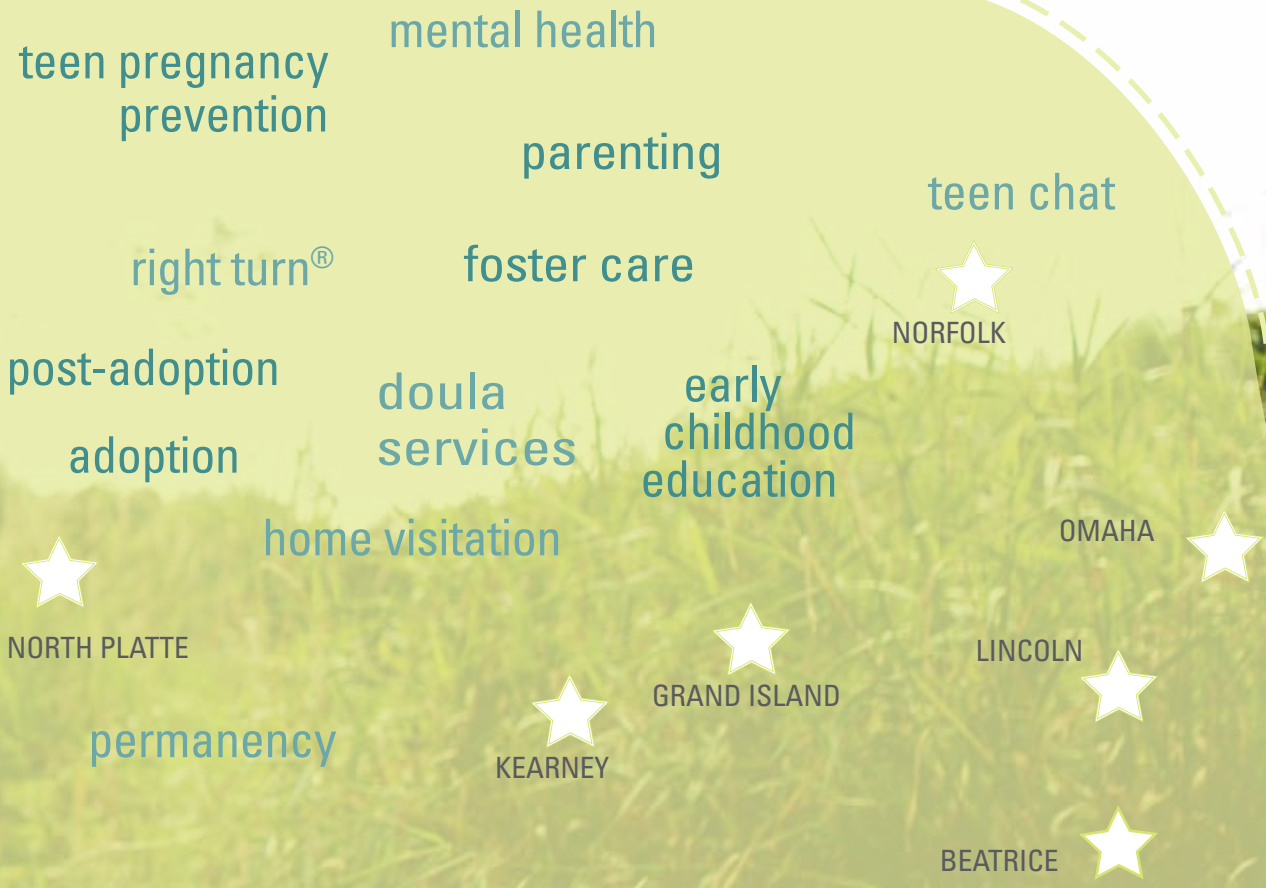 mental health
teen pregnancy
prevention
parenting
teen chat
right turn®
foster care
NORFOLK
post-adoption
doula
services
early
childhood
education
adoption
home visitation
OMAHA
NORTH PLATTE
LINCOLN
GRAND ISLAND
permanency
KEARNEY
BEATRICE